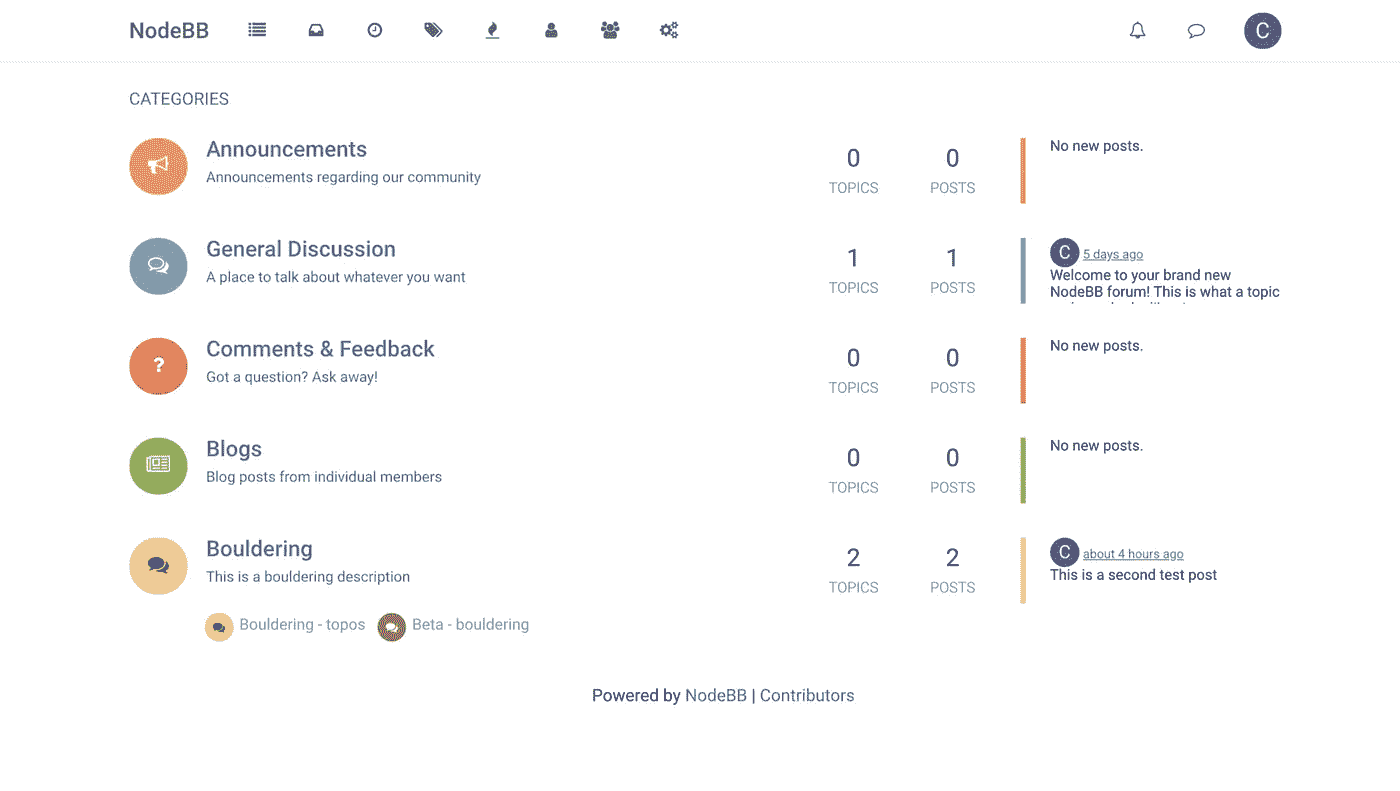 NodeBB
C
CATEGORIES
Announcements
Announcements regarding our community
0
TOPICS
0
POSTS
No new posts.
General Discussion
A place to talk about whatever you want
1
TOPICS
1
POSTS
C 5 days ago
Welcome to your brand new
NodeBB forum! This is what a topic
?
Comments & Feedback
Got a question? Ask away!
0
TOPICS
0
POSTS
No new posts.
Blogs
Blog posts from individual members
0
TOPICS
0
POSTS
No new posts.
Bouldering
This is a bouldering description
2
TOPICS
2
POSTS
C about 4 hours ago
This is a second test post
Bouldering - topos Beta - bouldering
Powered by NodeBB | Contributors